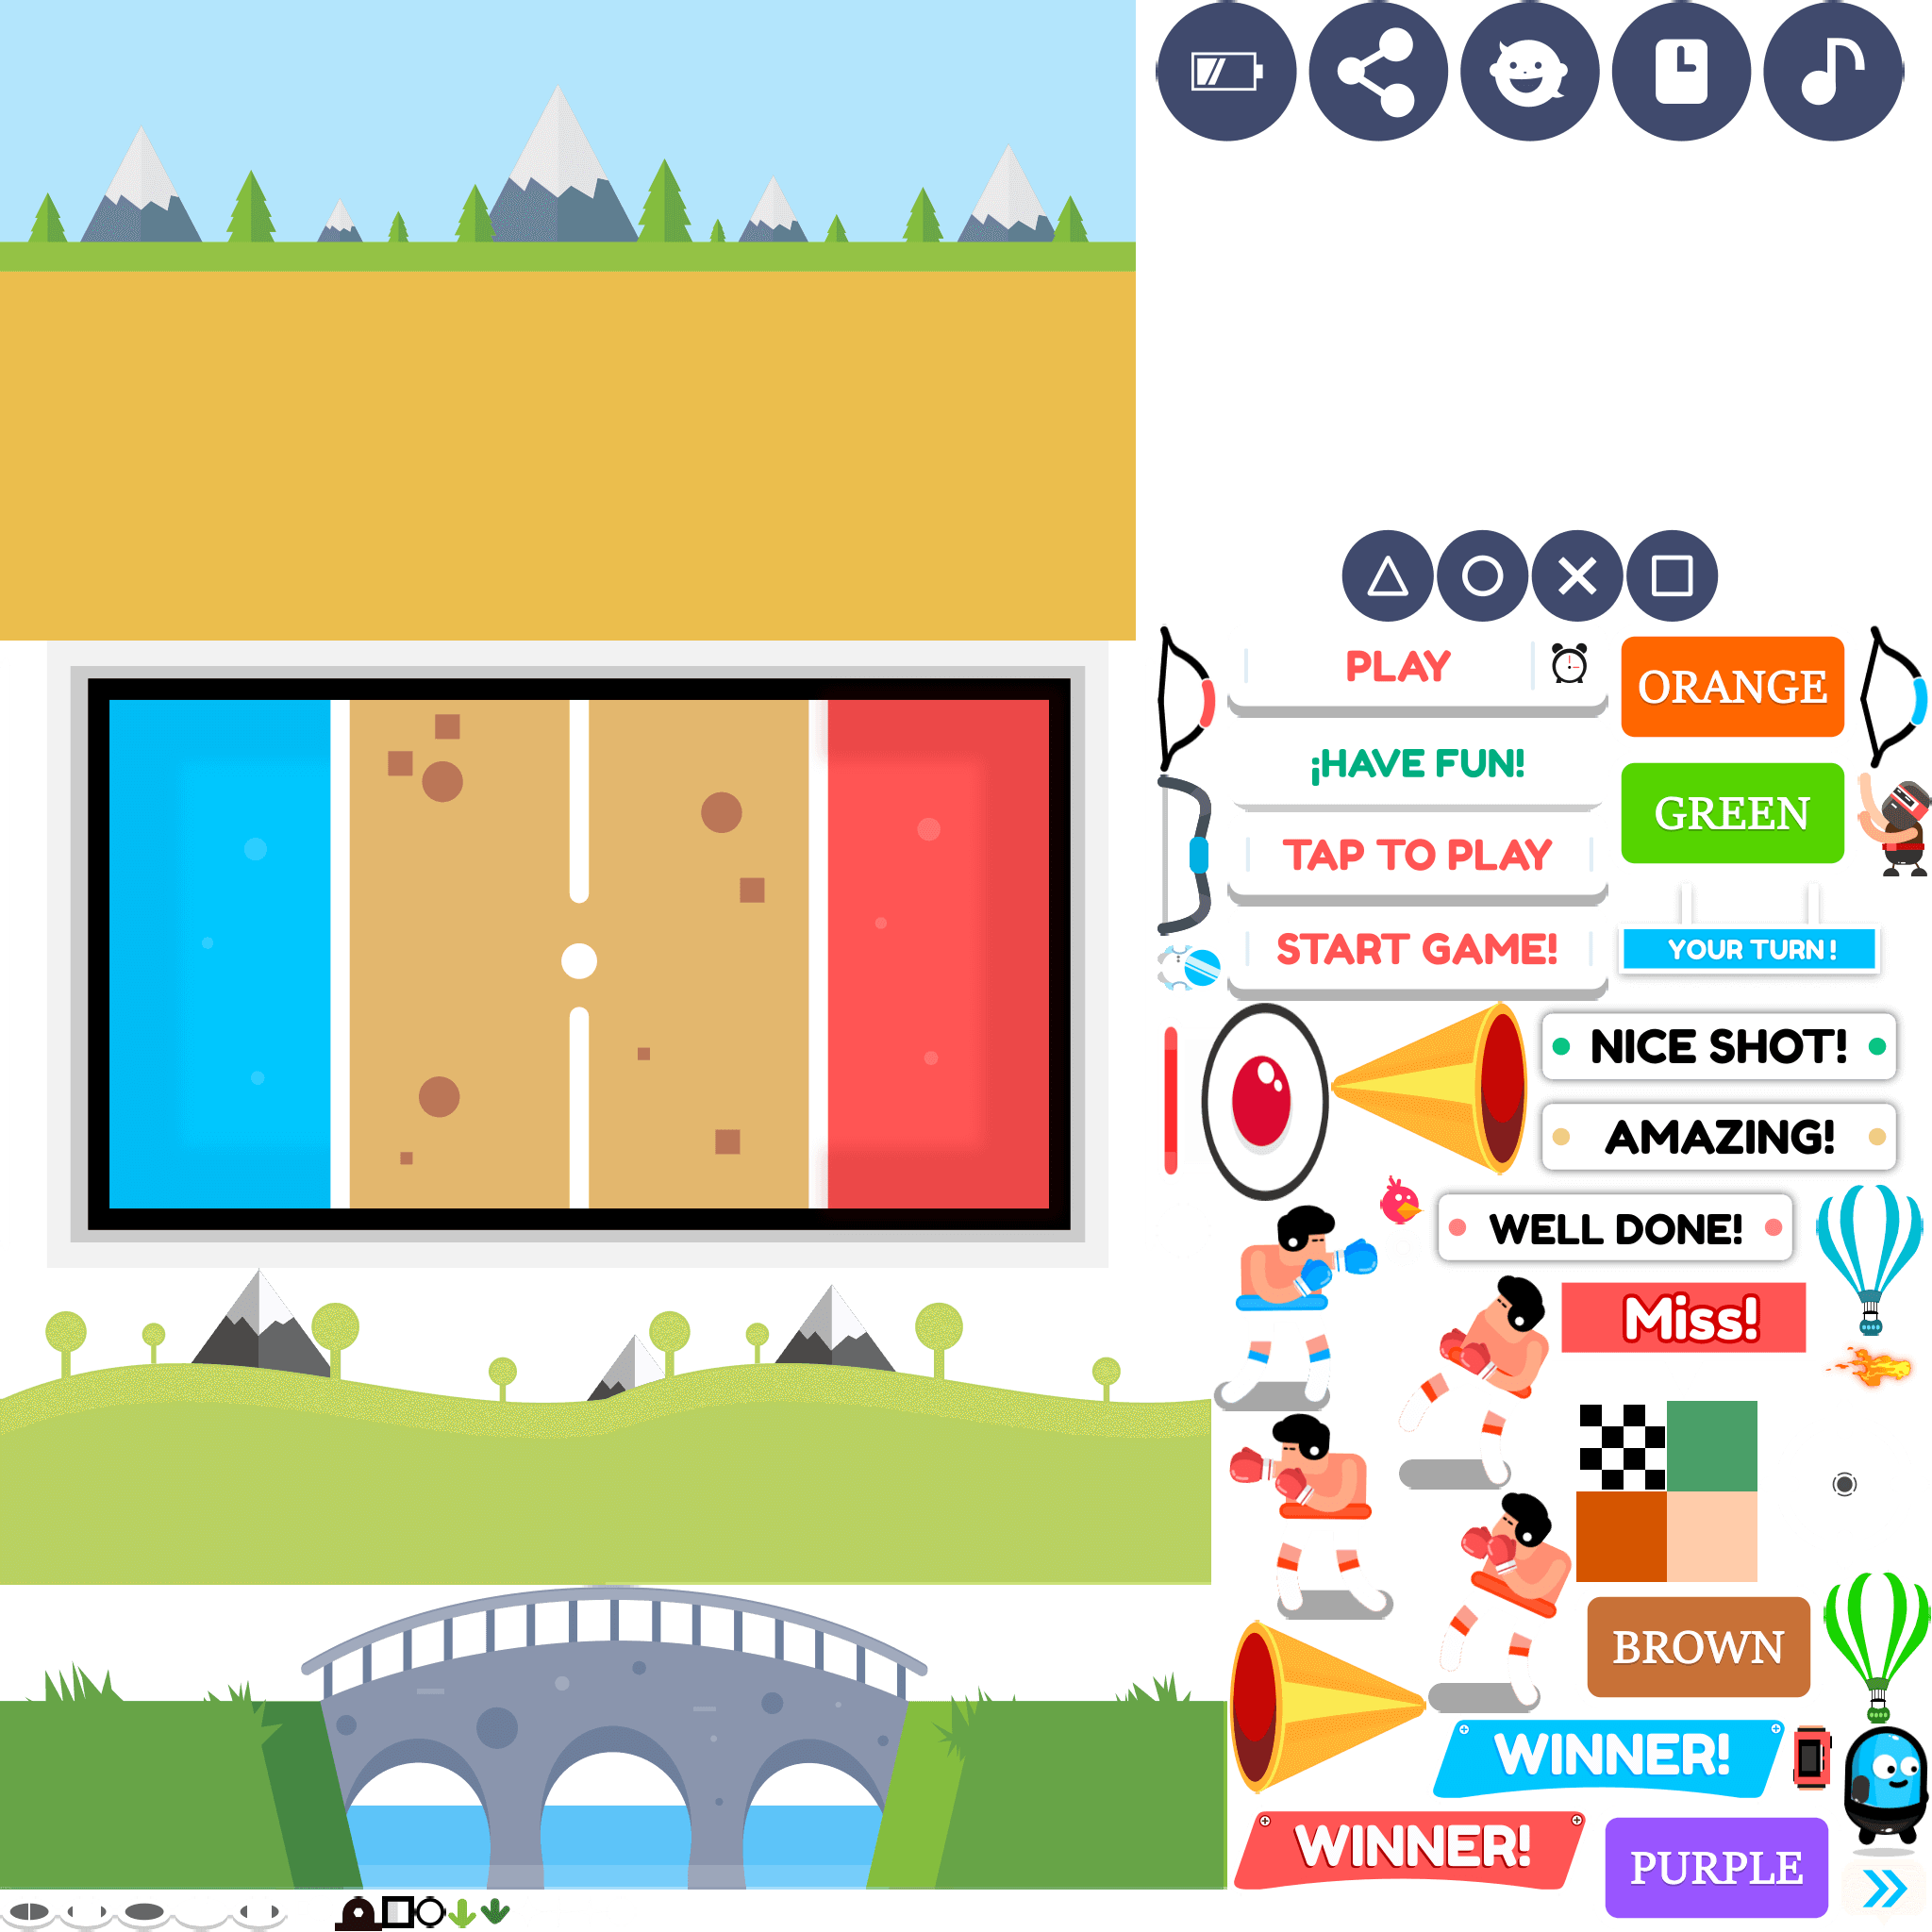 PLAY
ORANGE
¡HAVE FUN!
GREEN
TAP TO PLAY
START GAME!
YOUR TURN!
NICE SHOT!
AMAZING!
WELL DONE!
Miss!
BROWN
WINNER!
WINNER!
PURPLE